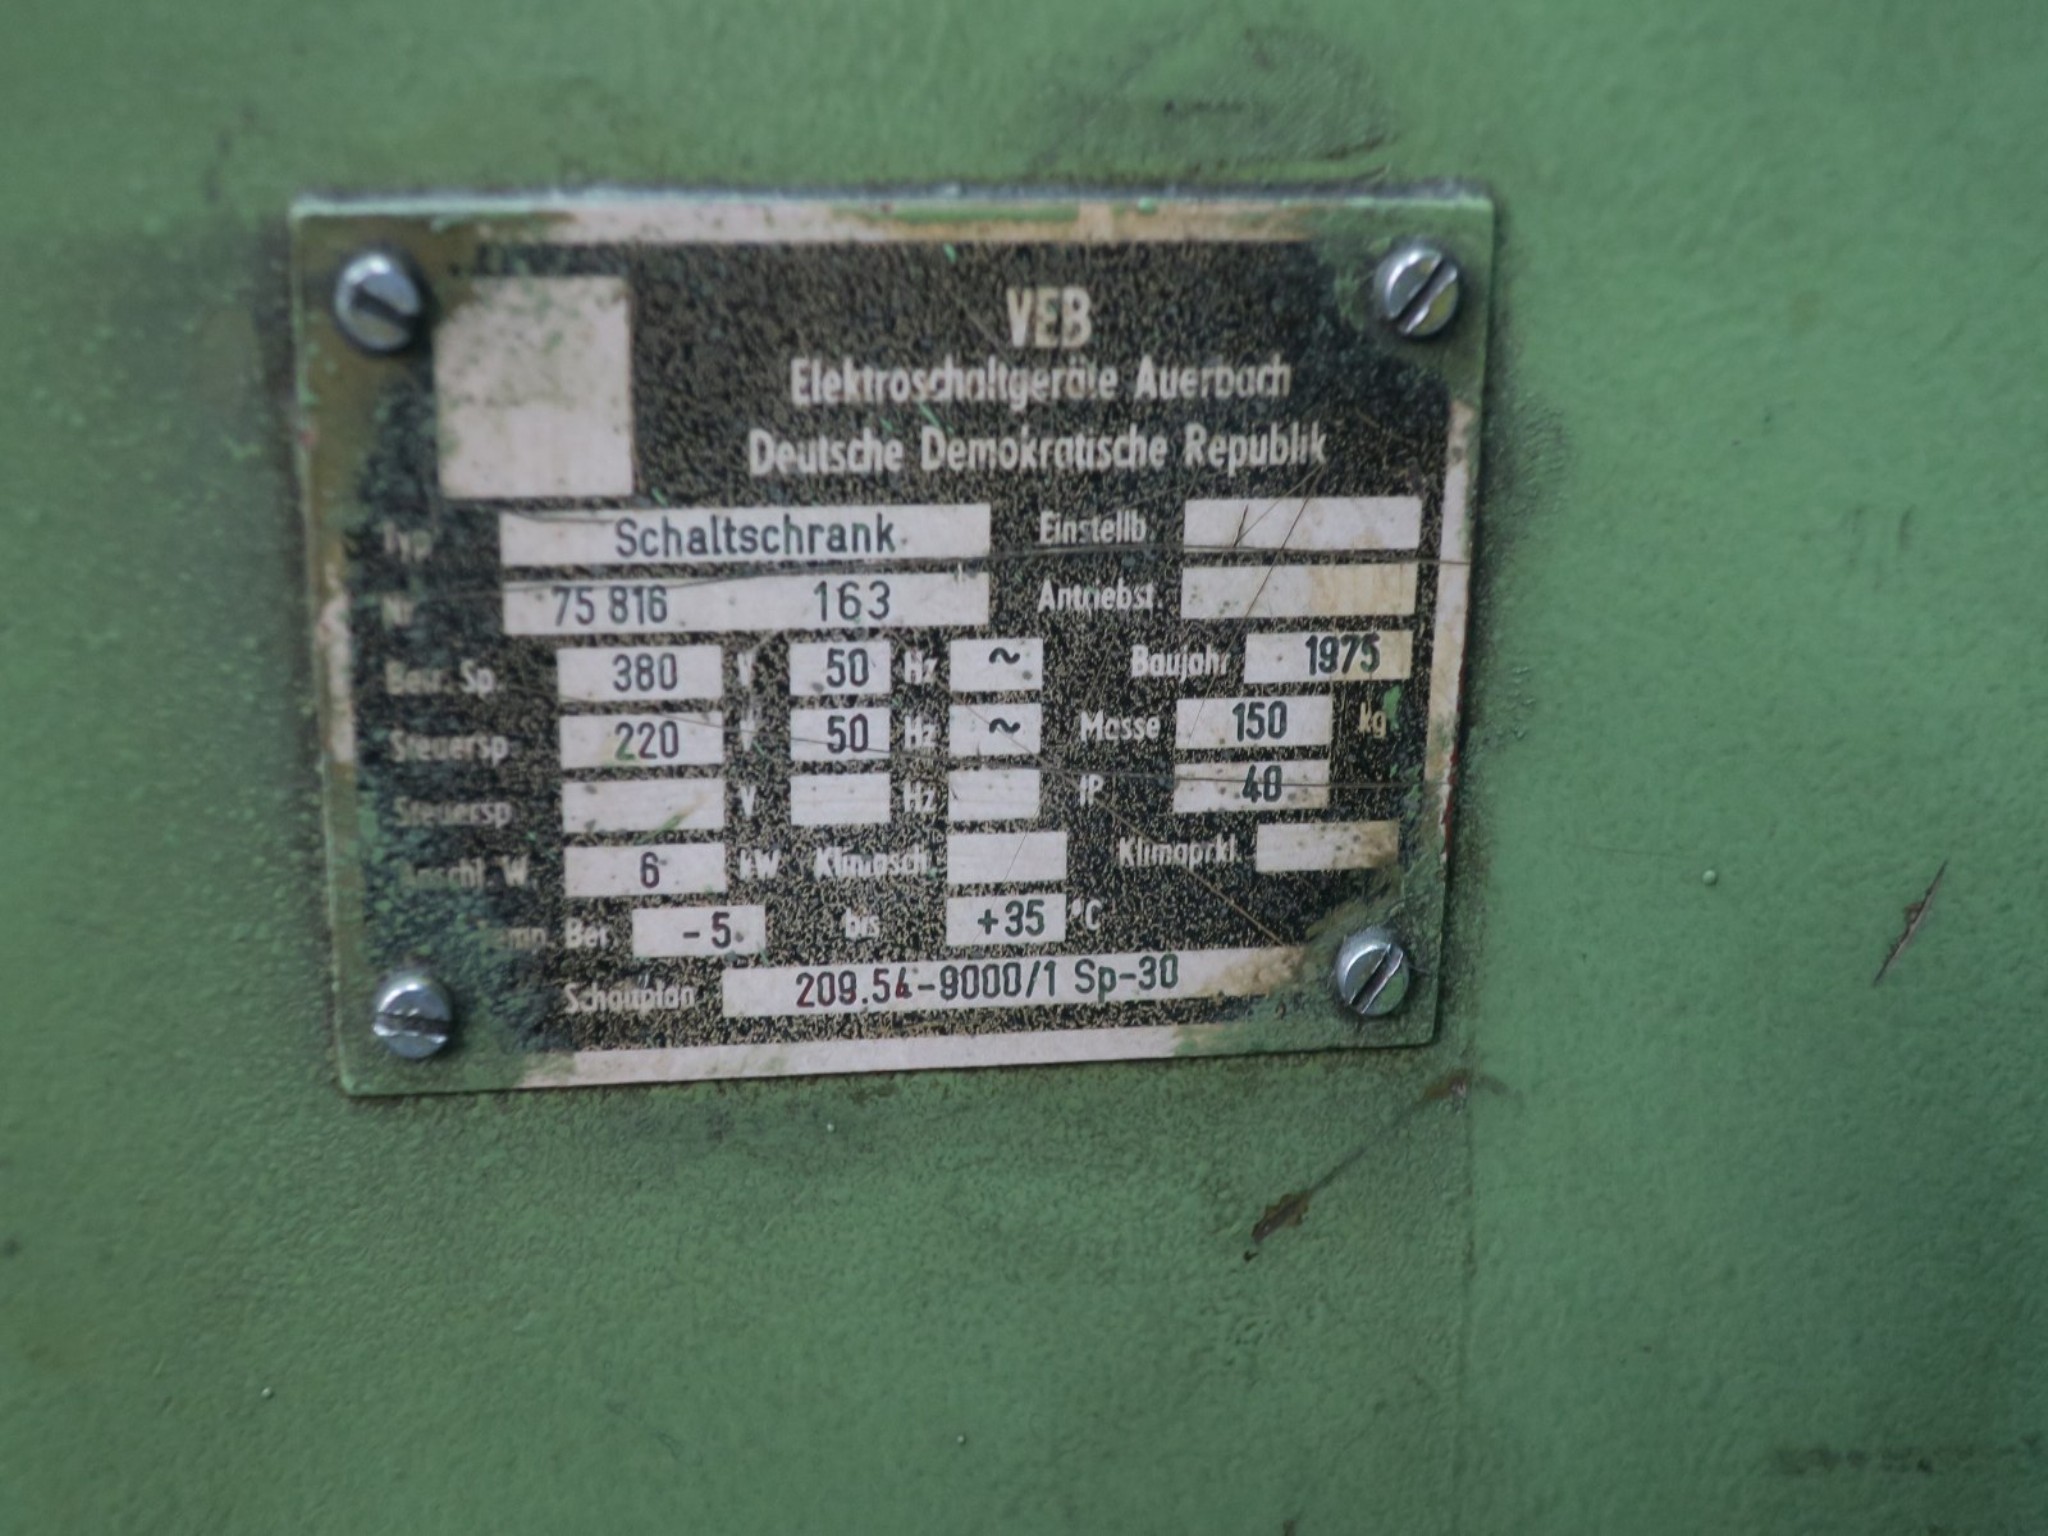 VEB
Elektroschaltgeräte Auerbach
Deutsche Demokratische Republik
Typ Schaltschrank Einstellb.
Nr 75 816 163 Antriebst.
Betr. Sp. 380 V 50 Hz ~ Baujahr 1975
Steuersp. 220 V 50 Hz ~ Masse 150 kg
Steuersp. V Hz IP 40
Anschl. W. 6 kW Klimasch. Klimaprkl.
Temp. Ber. -5 bis +35 °C
Schaltplan 209.54-9000/1 Sp-30